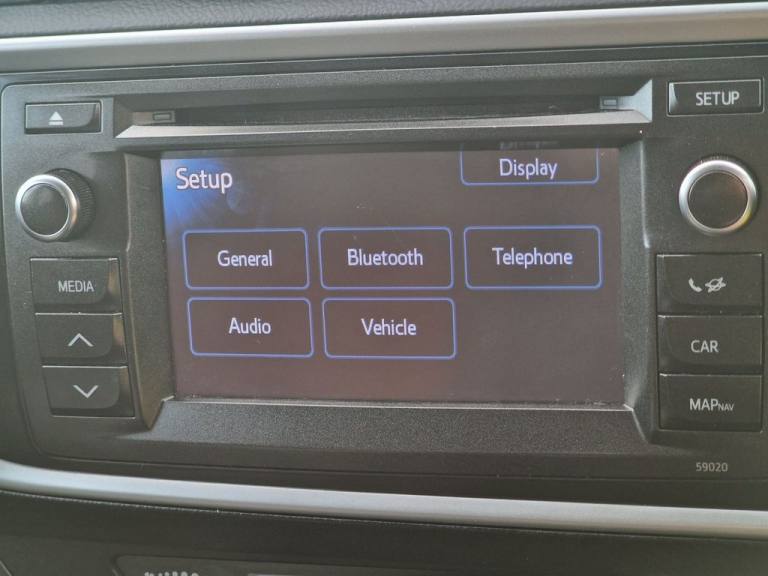 SETUP
Setup
Display
General
Bluetooth
Telephone
Audio
Vehicle
MEDIA
CAR
MAPNAV
59020